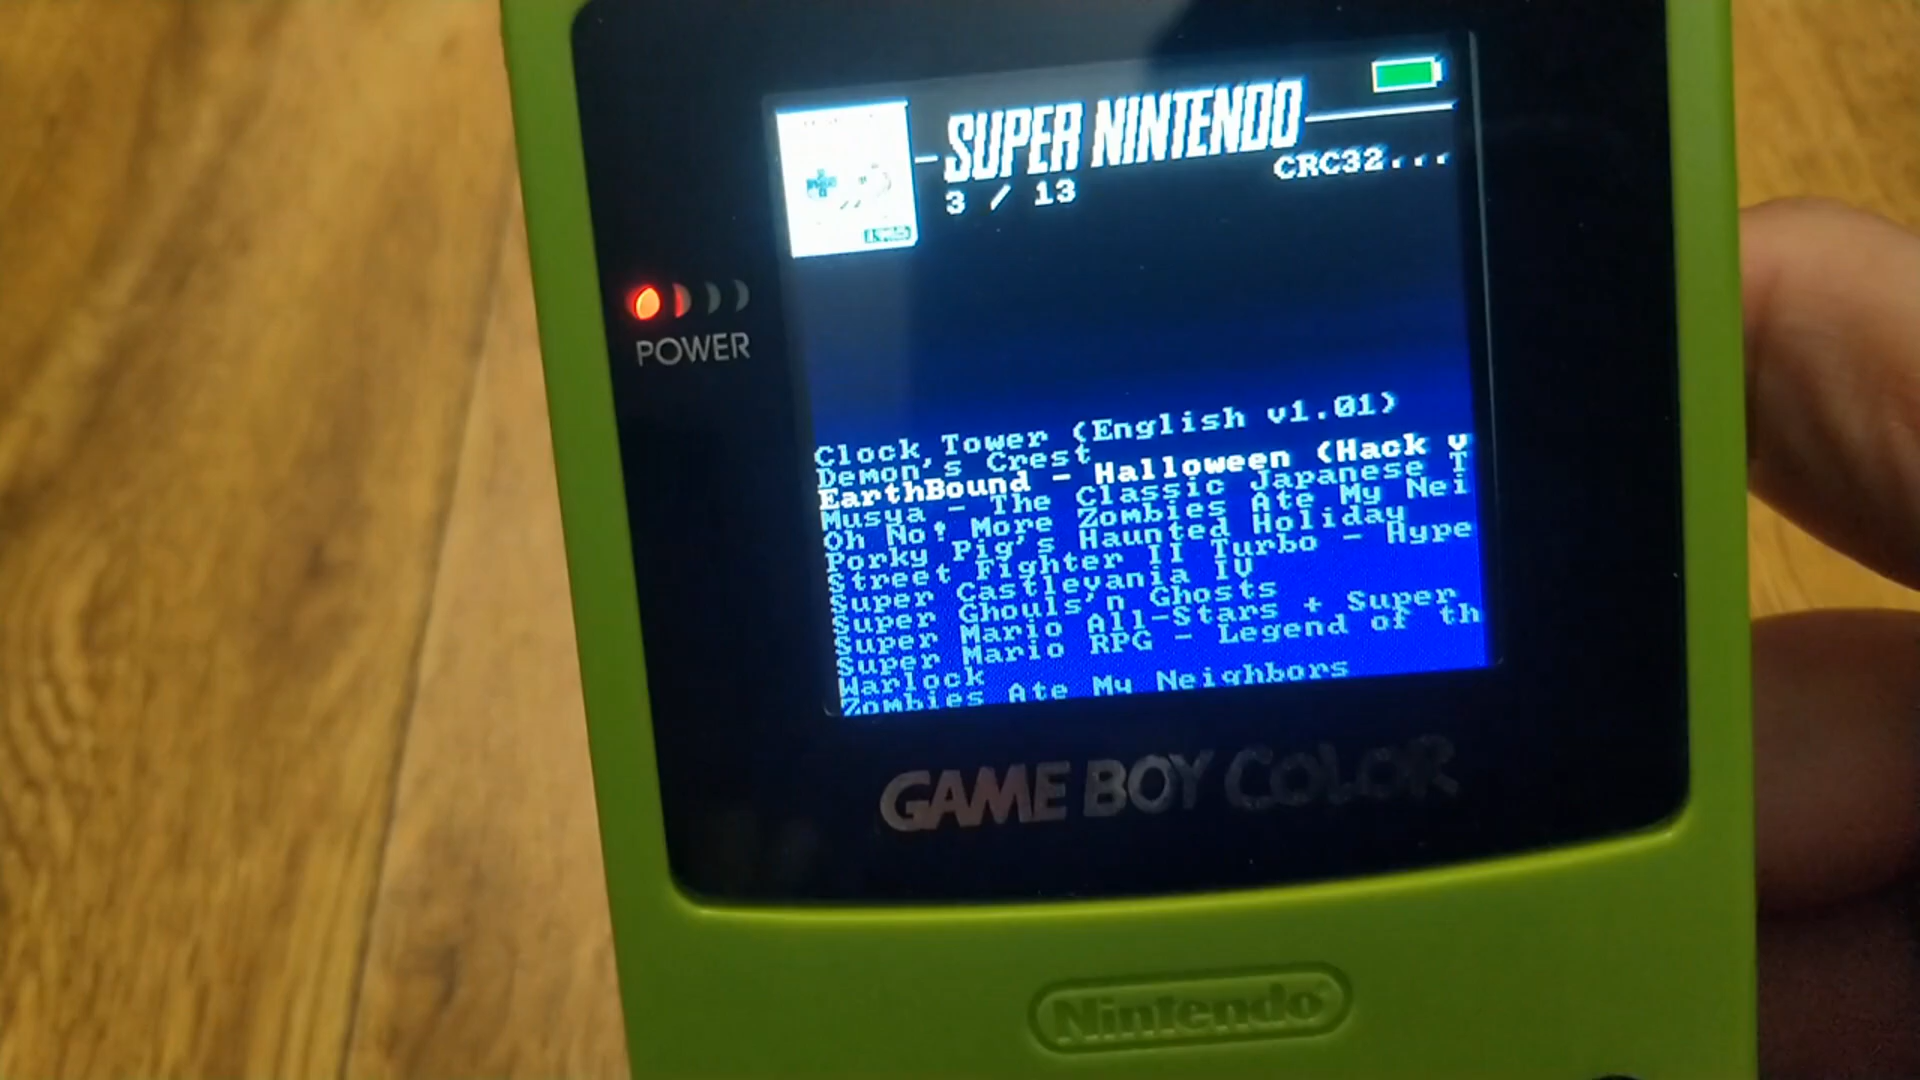 SUPER NINTENDO
3 / 13
CRC32...
POWER
Clock Tower (English v1.01)
Demon's Crest
EarthBound - Halloween (Hack v
Musya - The Classic Japanese T
Oh No! More Zombies Ate My Nei
Porky Pig's Haunted Holiday
Street Fighter II Turbo - Hype
Super Castlevania IV
Super Ghouls'n Ghosts
Super Mario All-Stars + Super
Super Mario RPG - Legend of th
Warlock
Zombies Ate My Neighbors
GAME BOY COLOR
Nintendo